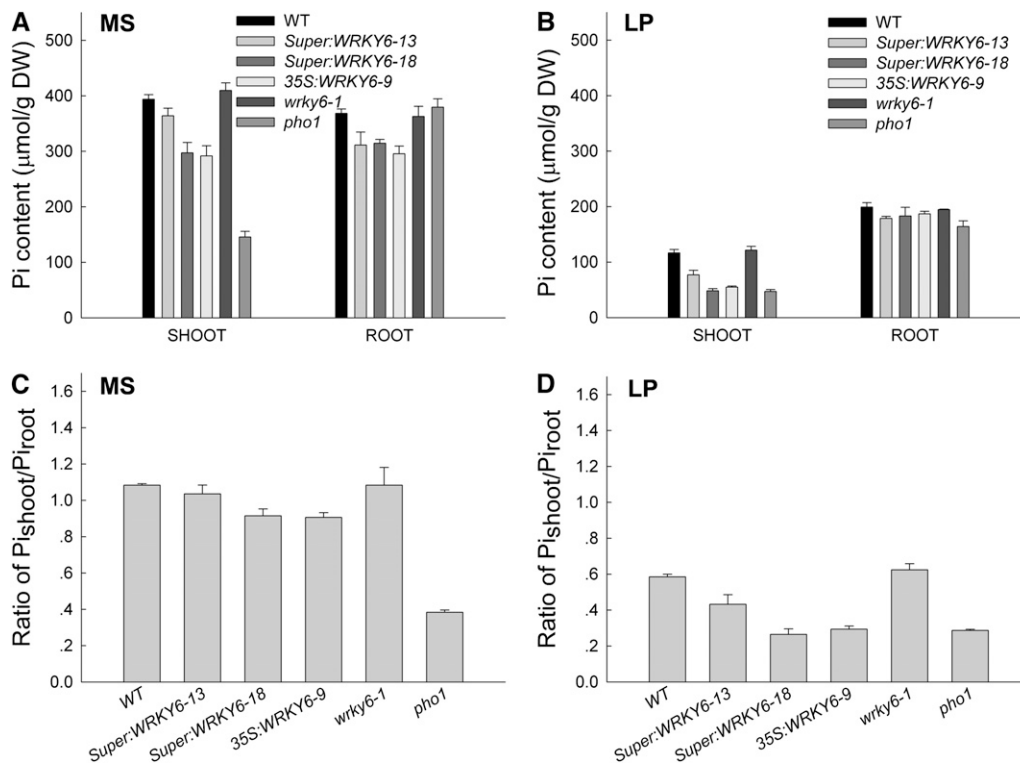 A MS
WT
Super:WRKY6-13
Super:WRKY6-18
35S:WRKY6-9
wrky6-1
pho1
Pi content (μmol/g DW)
500
400
300
200
100
0
SHOOT ROOT
B LP
WT
Super:WRKY6-13
Super:WRKY6-18
35S:WRKY6-9
wrky6-1
pho1
Pi content (μmol/g DW)
500
400
300
200
100
0
SHOOT ROOT
C MS
Ratio of Pishoot/Piroot
1.6
1.4
1.2
1.0
.8
.6
.4
.2
0.0
WT
Super:WRKY6-13
Super:WRKY6-18
35S:WRKY6-9
wrky6-1
pho1
D LP
Ratio of Pishoot/Piroot
1.6
1.4
1.2
1.0
.8
.6
.4
.2
0.0
WT
Super:WRKY6-13
Super:WRKY6-18
35S:WRKY6-9
wrky6-1
pho1